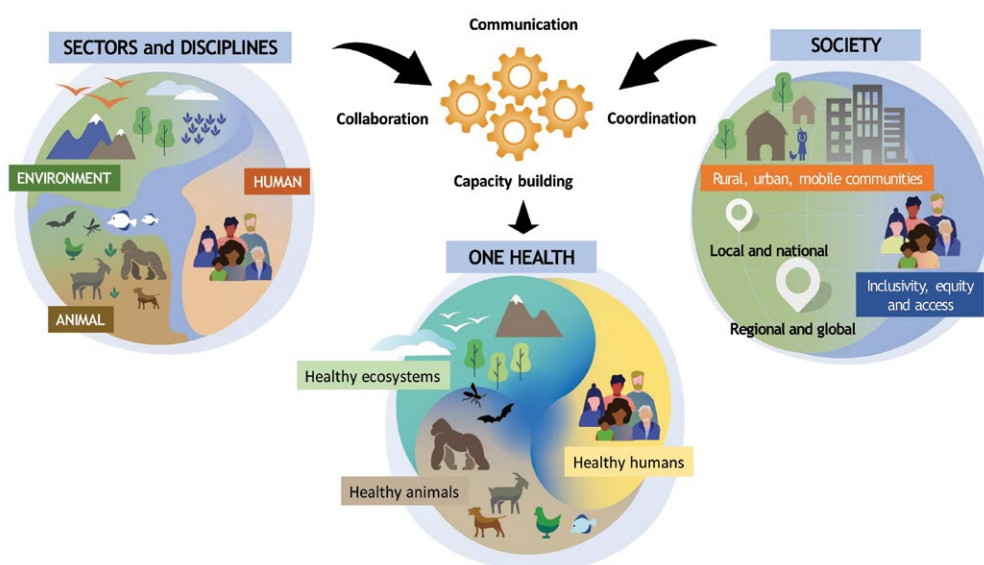 Communication
SECTORS and DISCIPLINES
SOCIETY
Collaboration
Coordination
ENVIRONMENT
HUMAN
Rural, urban, mobile communities
Capacity building
Local and national
ONE HEALTH
Inclusivity, equity
and access
ANIMAL
Regional and global
Healthy ecosystems
Healthy humans
Healthy animals